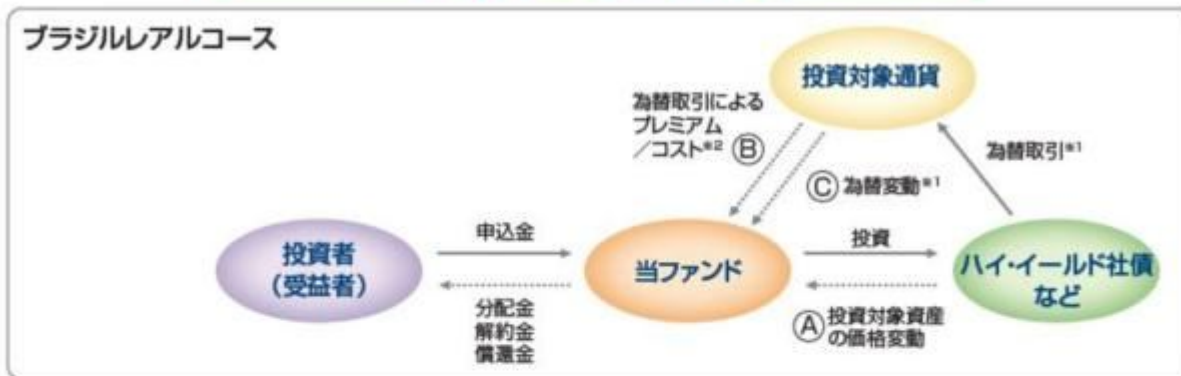 ブラジルレアルコース
投資対象通貨
為替取引による
プレミアム
/コスト※2 Ⓑ
為替取引※1
Ⓒ 為替変動※1
投資者
(受益者)
申込金
分配金
解約金
償還金
当ファンド
投資
Ⓐ 投資対象資産
の価格変動
ハイ・イールド社債
など